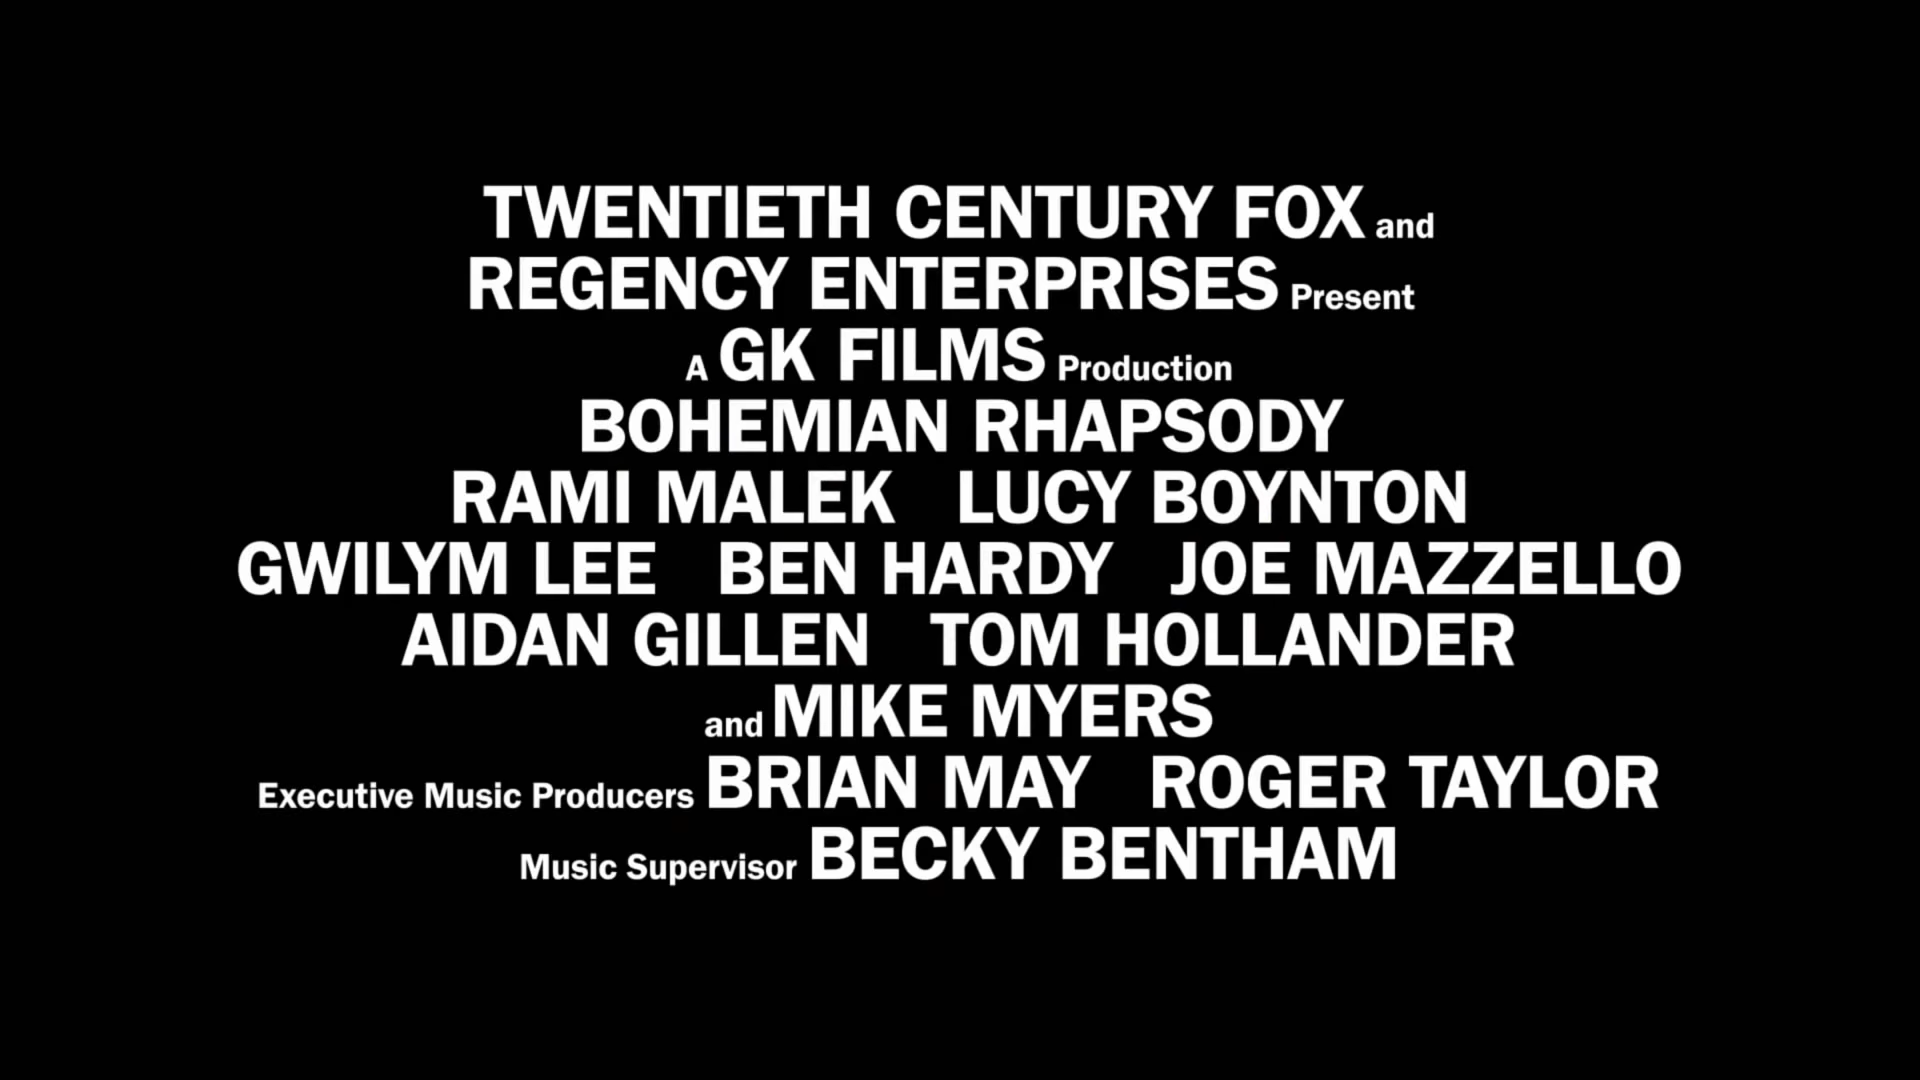 TWENTIETH CENTURY FOX and
REGENCY ENTERPRISES Present
A GK FILMS Production
BOHEMIAN RHAPSODY
RAMI MALEK LUCY BOYNTON
GWILYM LEE BEN HARDY JOE MAZZELLO
AIDAN GILLEN TOM HOLLANDER
and MIKE MYERS
Executive Music Producers BRIAN MAY ROGER TAYLOR
Music Supervisor BECKY BENTHAM